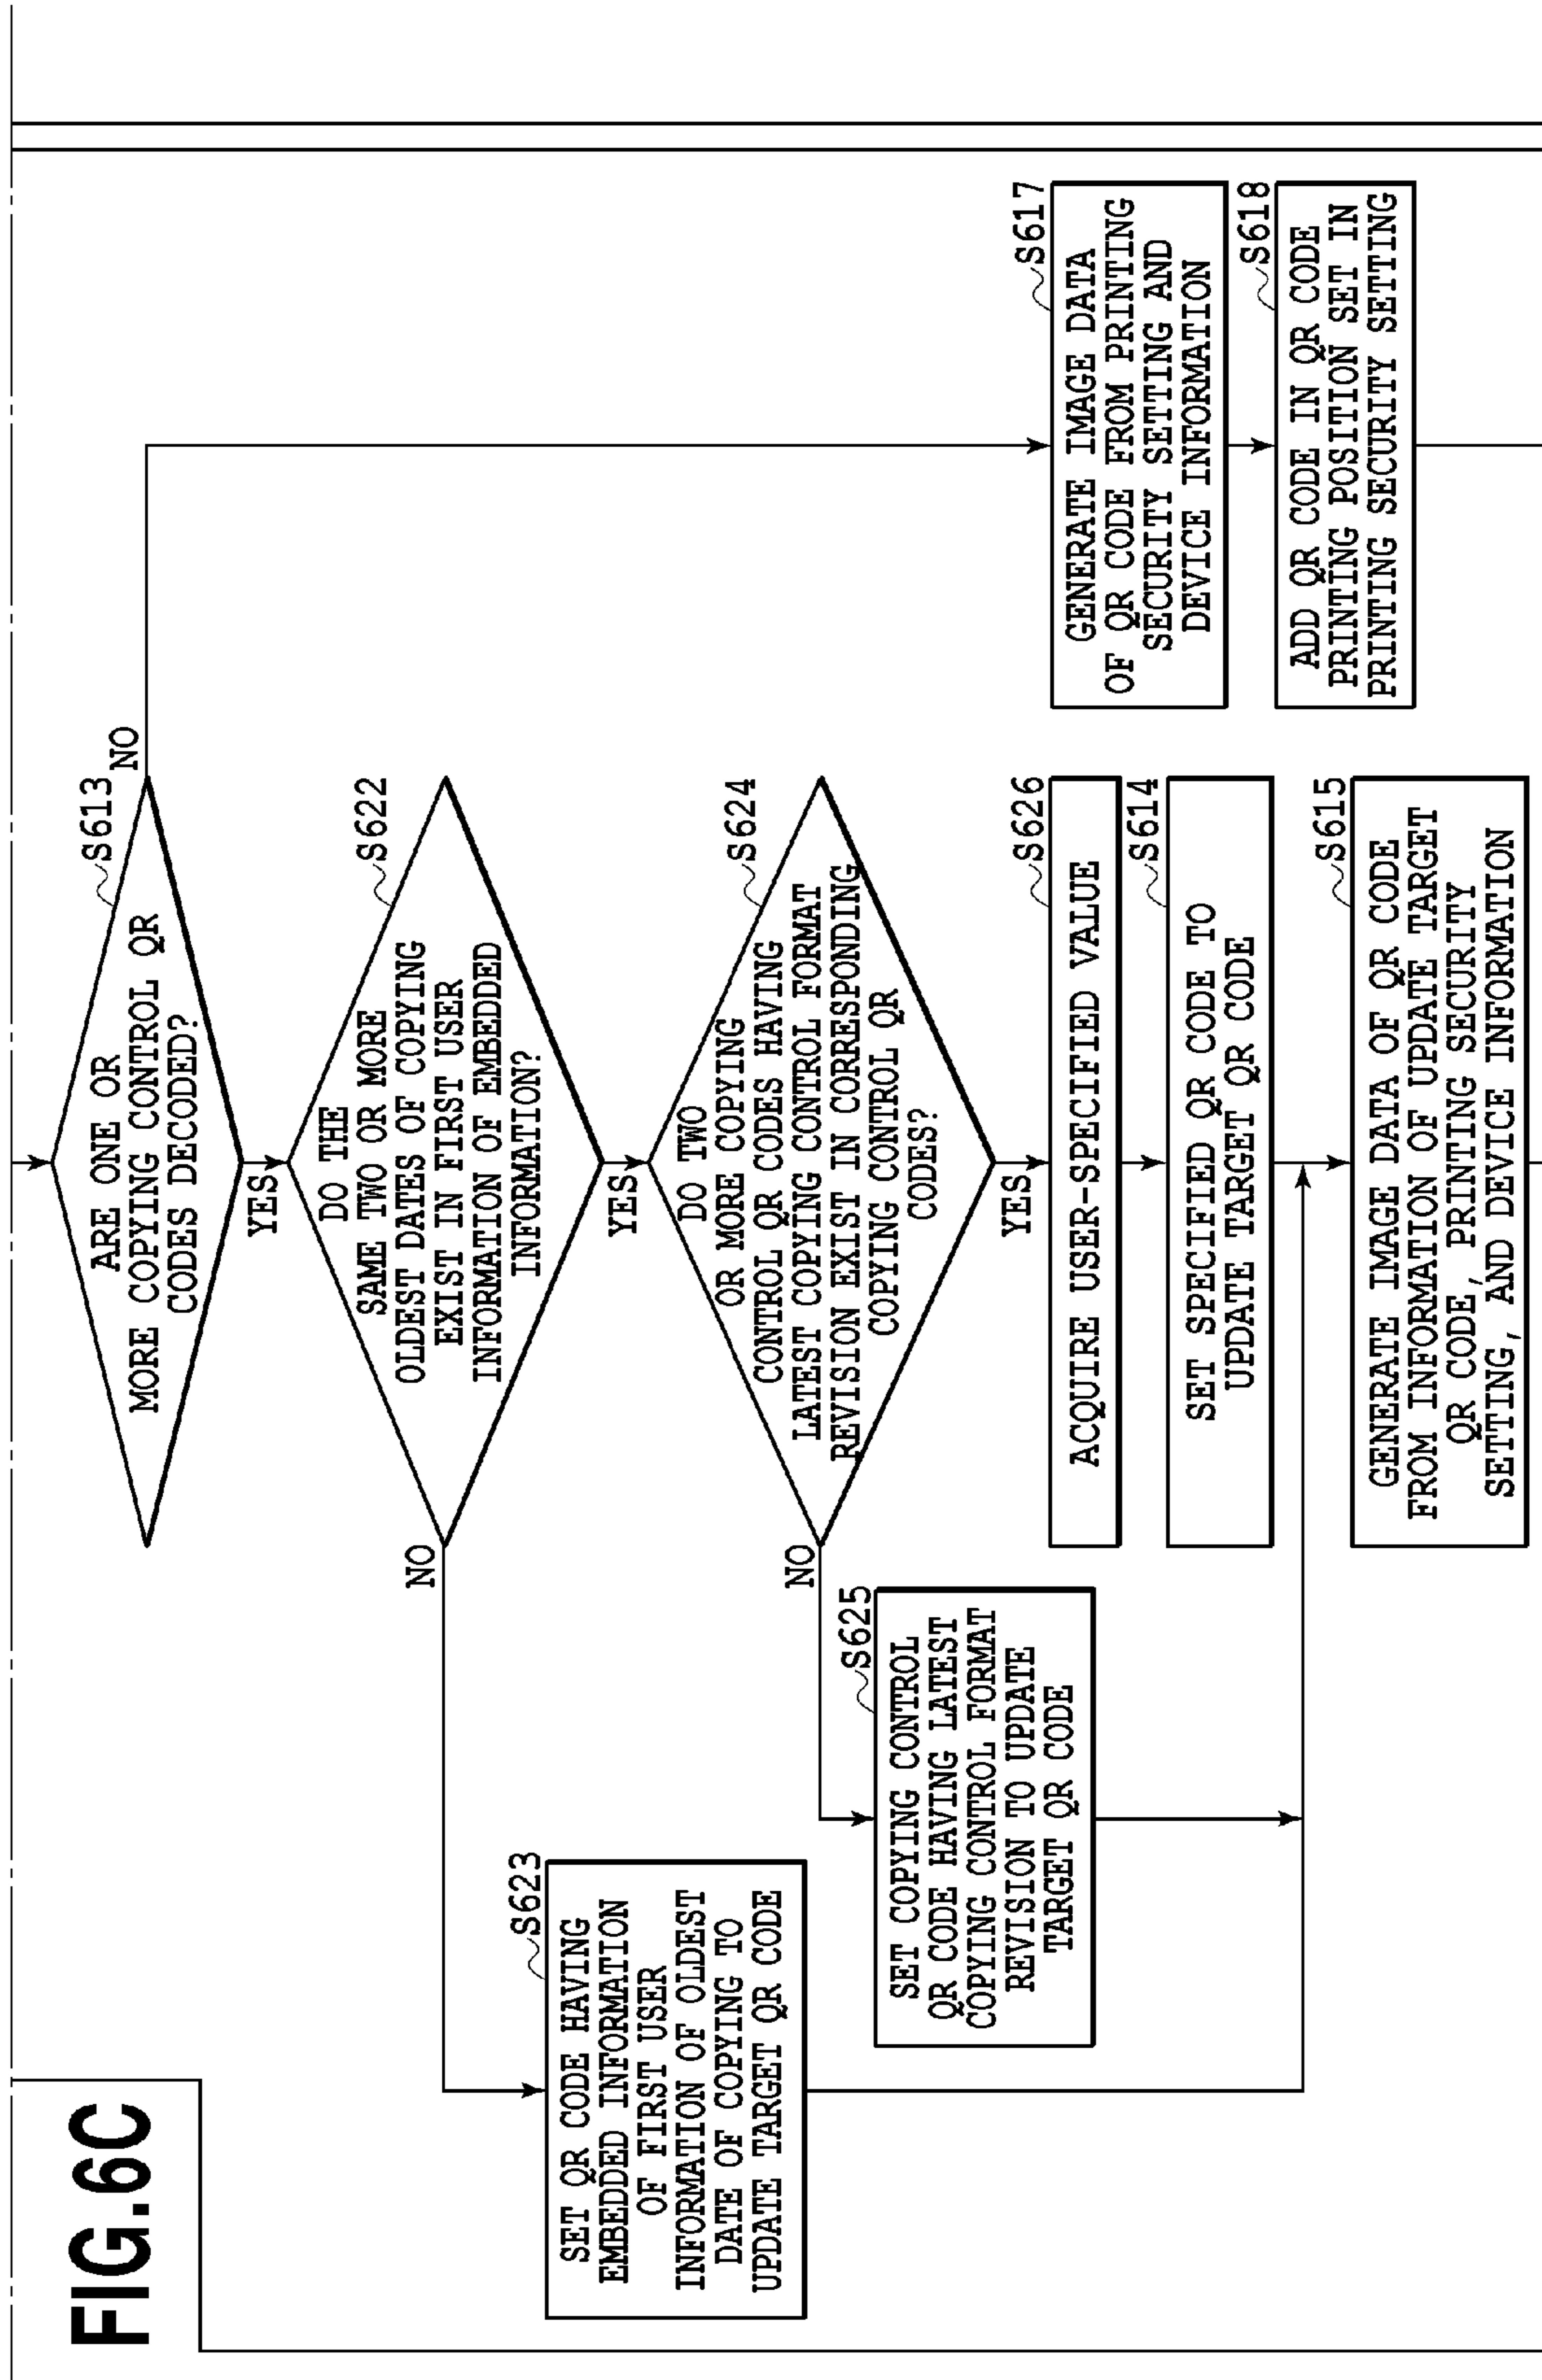 FIG.6C
S613
ARE ONE OR
MORE COPYING CONTROL QR
CODES DECODED?
NO
YES
S622
DO THE
SAME TWO OR MORE
OLDEST DATES OF COPYING
EXIST IN FIRST USER
INFORMATION OF EMBEDDED
INFORMATION?
NO
YES
S623
SET QR CODE HAVING
EMBEDDED INFORMATION
OF FIRST USER
INFORMATION OF OLDEST
DATE OF COPYING TO
UPDATE TARGET QR CODE
S624
DO TWO
OR MORE COPYING
CONTROL QR CODES HAVING
LATEST COPYING CONTROL FORMAT
REVISION EXIST IN CORRESPONDING
COPYING CONTROL QR
CODES?
NO
YES
S625
SET COPYING CONTROL
QR CODE HAVING LATEST
COPYING CONTROL FORMAT
REVISION TO UPDATE
TARGET QR CODE
S626
ACQUIRE USER-SPECIFIED VALUE
S614
SET SPECIFIED QR CODE TO
UPDATE TARGET QR CODE
S615
GENERATE IMAGE DATA OF QR CODE
FROM INFORMATION OF UPDATE TARGET
QR CODE, PRINTING SECURITY
SETTING, AND DEVICE INFORMATION
S617
GENERATE IMAGE DATA
OF QR CODE FROM PRINTING
SECURITY SETTING AND
DEVICE INFORMATION
S618
ADD QR CODE IN QR CODE
PRINTING POSITION SET IN
PRINTING SECURITY SETTING